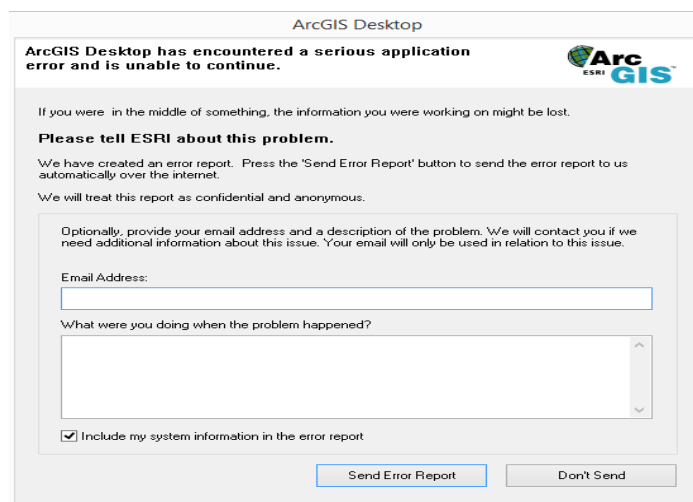 ArcGIS Desktop
ArcGIS Desktop has encountered a serious application
error and is unable to continue.
Arc
ESRI GIS™
If you were in the middle of something, the information you were working on might be lost.
Please tell ESRI about this problem.
We have created an error report. Press the 'Send Error Report' button to send the error report to us
automatically over the internet.
We will treat this report as confidential and anonymous.
Optionally, provide your email address and a description of the problem. We will contact you if we
need additional information about this issue. Your email will only be used in relation to this issue.
Email Address:
What were you doing when the problem happened?
Include my system information in the error report
Send Error Report
Don't Send